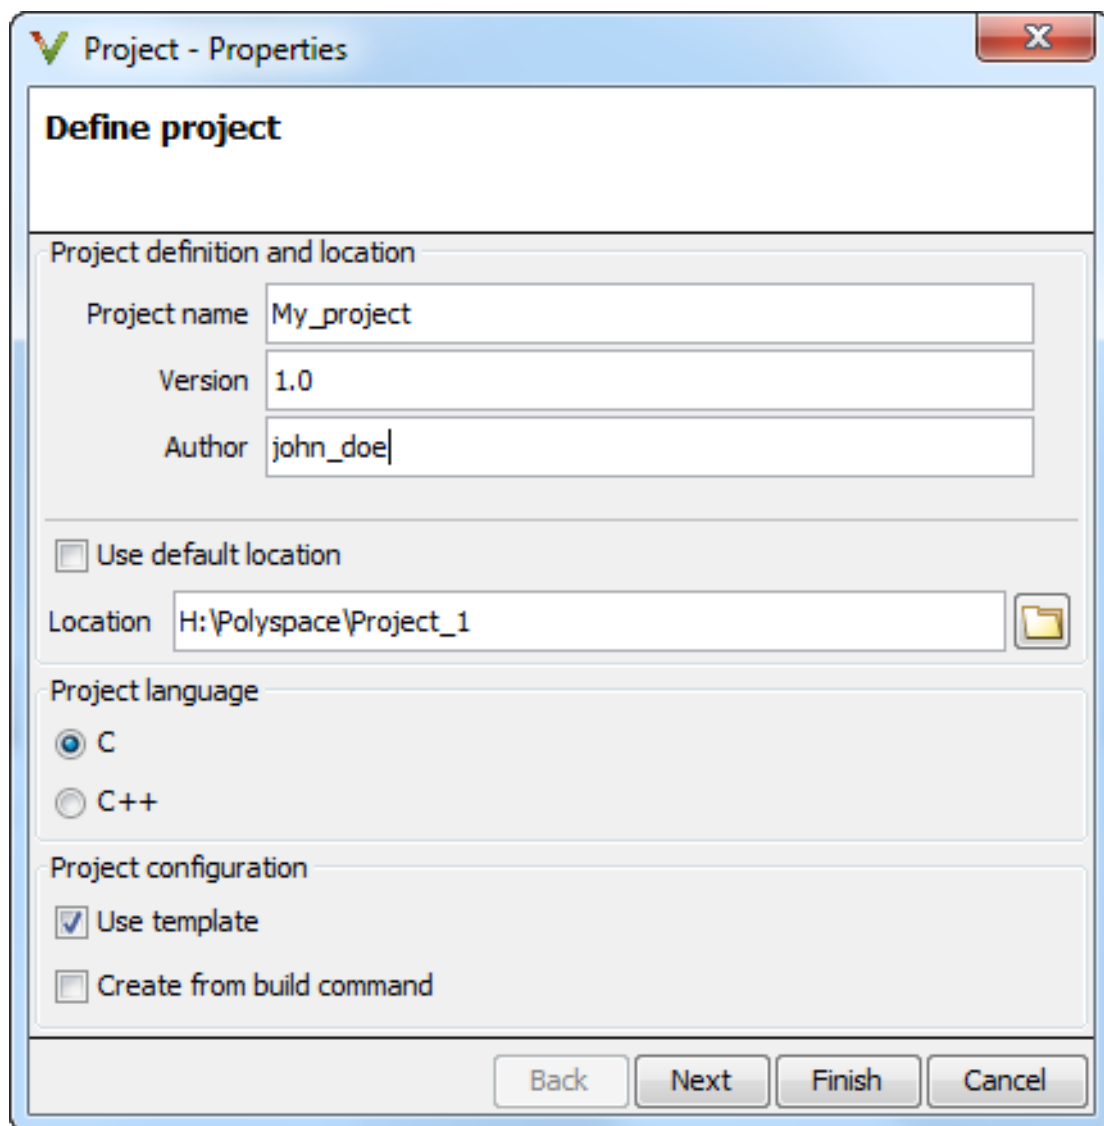 Project - Properties
Define project
Project definition and location
Project name My_project
Version 1.0
Author john_doe
Use default location
Location H:\Polyspace\Project_1
Project language
C
C++
Project configuration
Use template
Create from build command
Back Next Finish Cancel